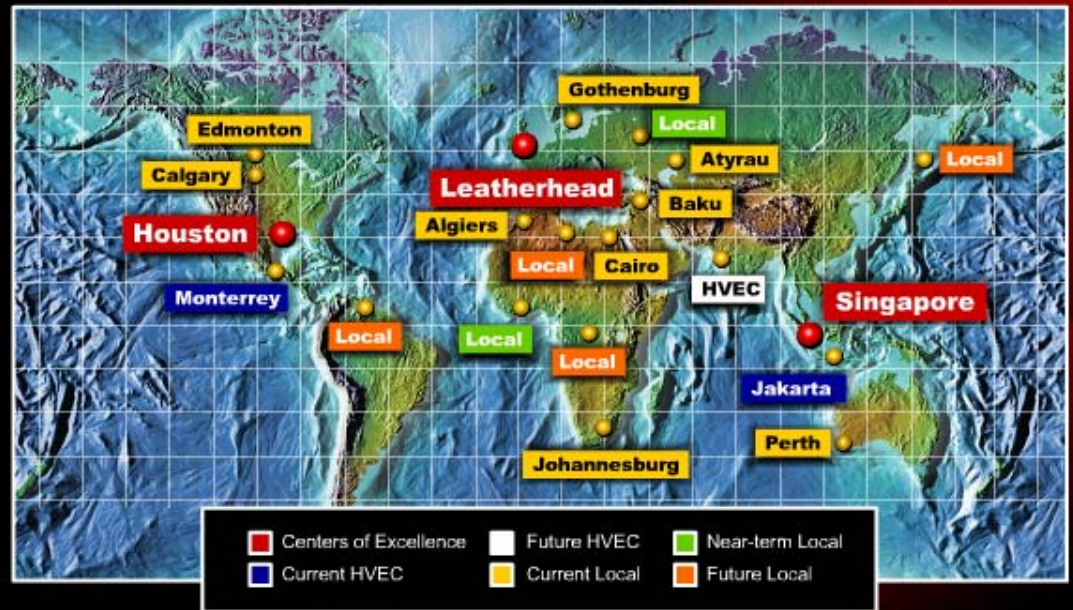 Gothenburg
Edmonton
Local
Calgary
Atyrau
Local
Leatherhead
Baku
Houston
Algiers
Local
Cairo
HVEC
Monterrey
Singapore
Local
Local
Local
Jakarta
Perth
Johannesburg
Centers of Excellence
Future HVEC
Near-term Local
Current HVEC
Current Local
Future Local